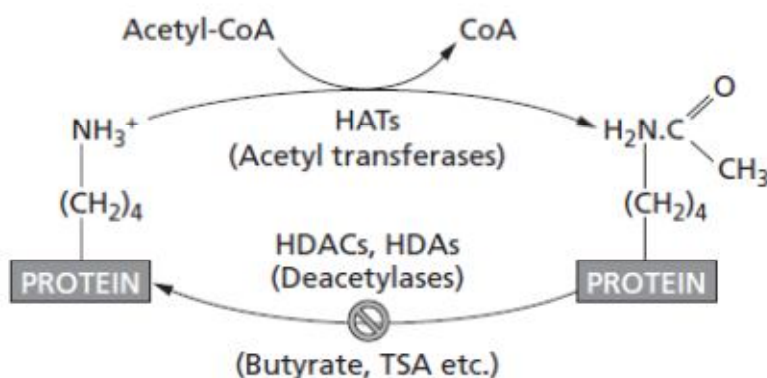 Acetyl-CoA
CoA
HATs
(Acetyl transferases)
NH₃⁺
(CH₂)₄
PROTEIN
H₂N.C
O
CH₃
(CH₂)₄
PROTEIN
HDACs, HDAs
(Deacetylases)
(Butyrate, TSA etc.)